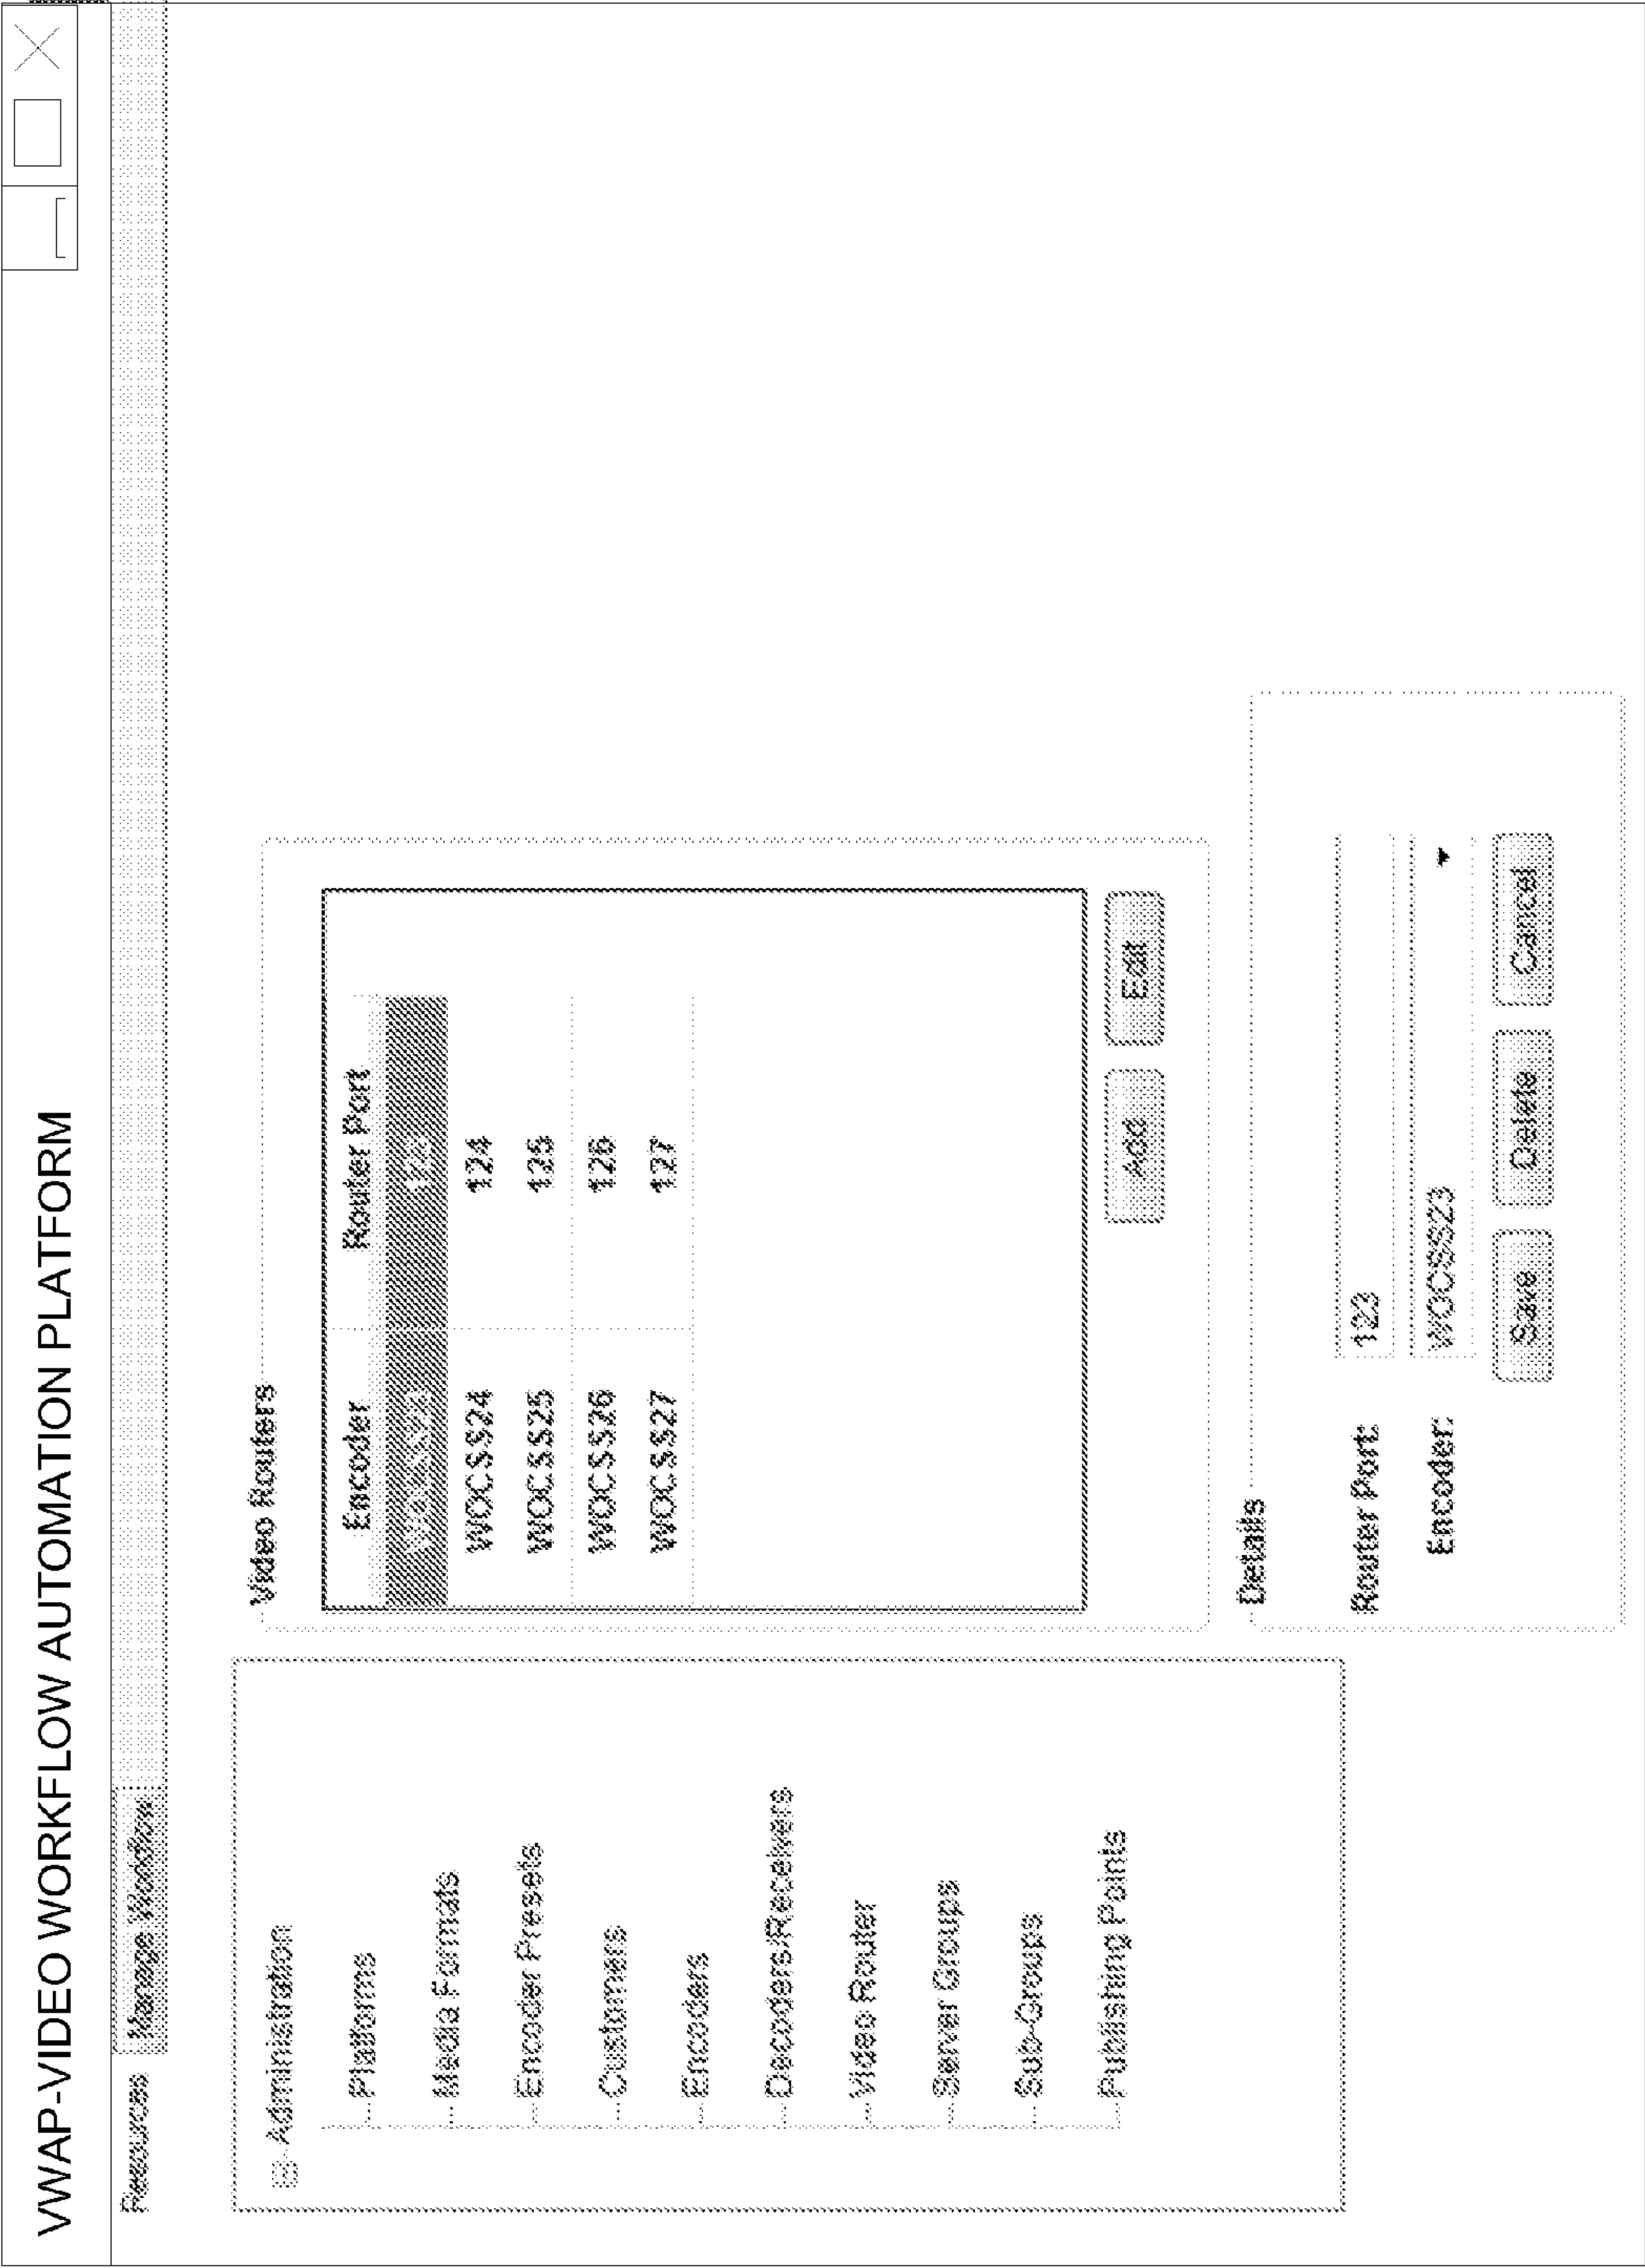 VWAP-VIDEO WORKFLOW AUTOMATION PLATFORM
Resources Manage Workflow
Administration
Platforms
Media Formats
Encoder Presets
Customers
Encoders
Decoders/Receivers
Video Router
Server Groups
Sub-Groups
Publishing Points
Video Routers
Encoder Router Port
WOCSS24 124
WOCSS25 125
WOCSS26 126
WOCSS27 127
Add Edit
Details
Router Port: 123
Encoder: WOCSS23
Save Delete Cancel